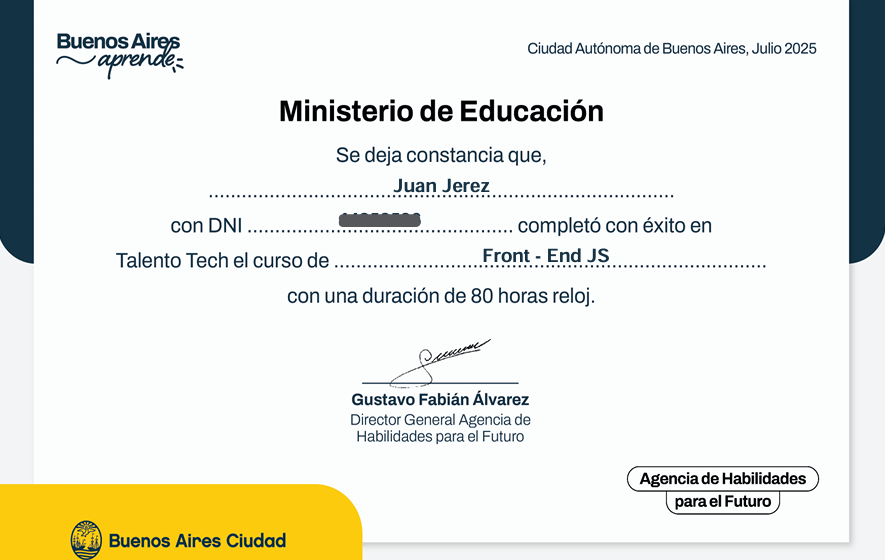 Buenos Aires
aprende
Ciudad Autónoma de Buenos Aires, Julio 2025
Ministerio de Educación
Se deja constancia que,
Juan Jerez
con DNI completó con éxito en
Talento Tech el curso de Front - End JS
con una duración de 80 horas reloj.
Gustavo Fabián Álvarez
Director General Agencia de
Habilidades para el Futuro
Agencia de Habilidades
para el Futuro
Buenos Aires Ciudad